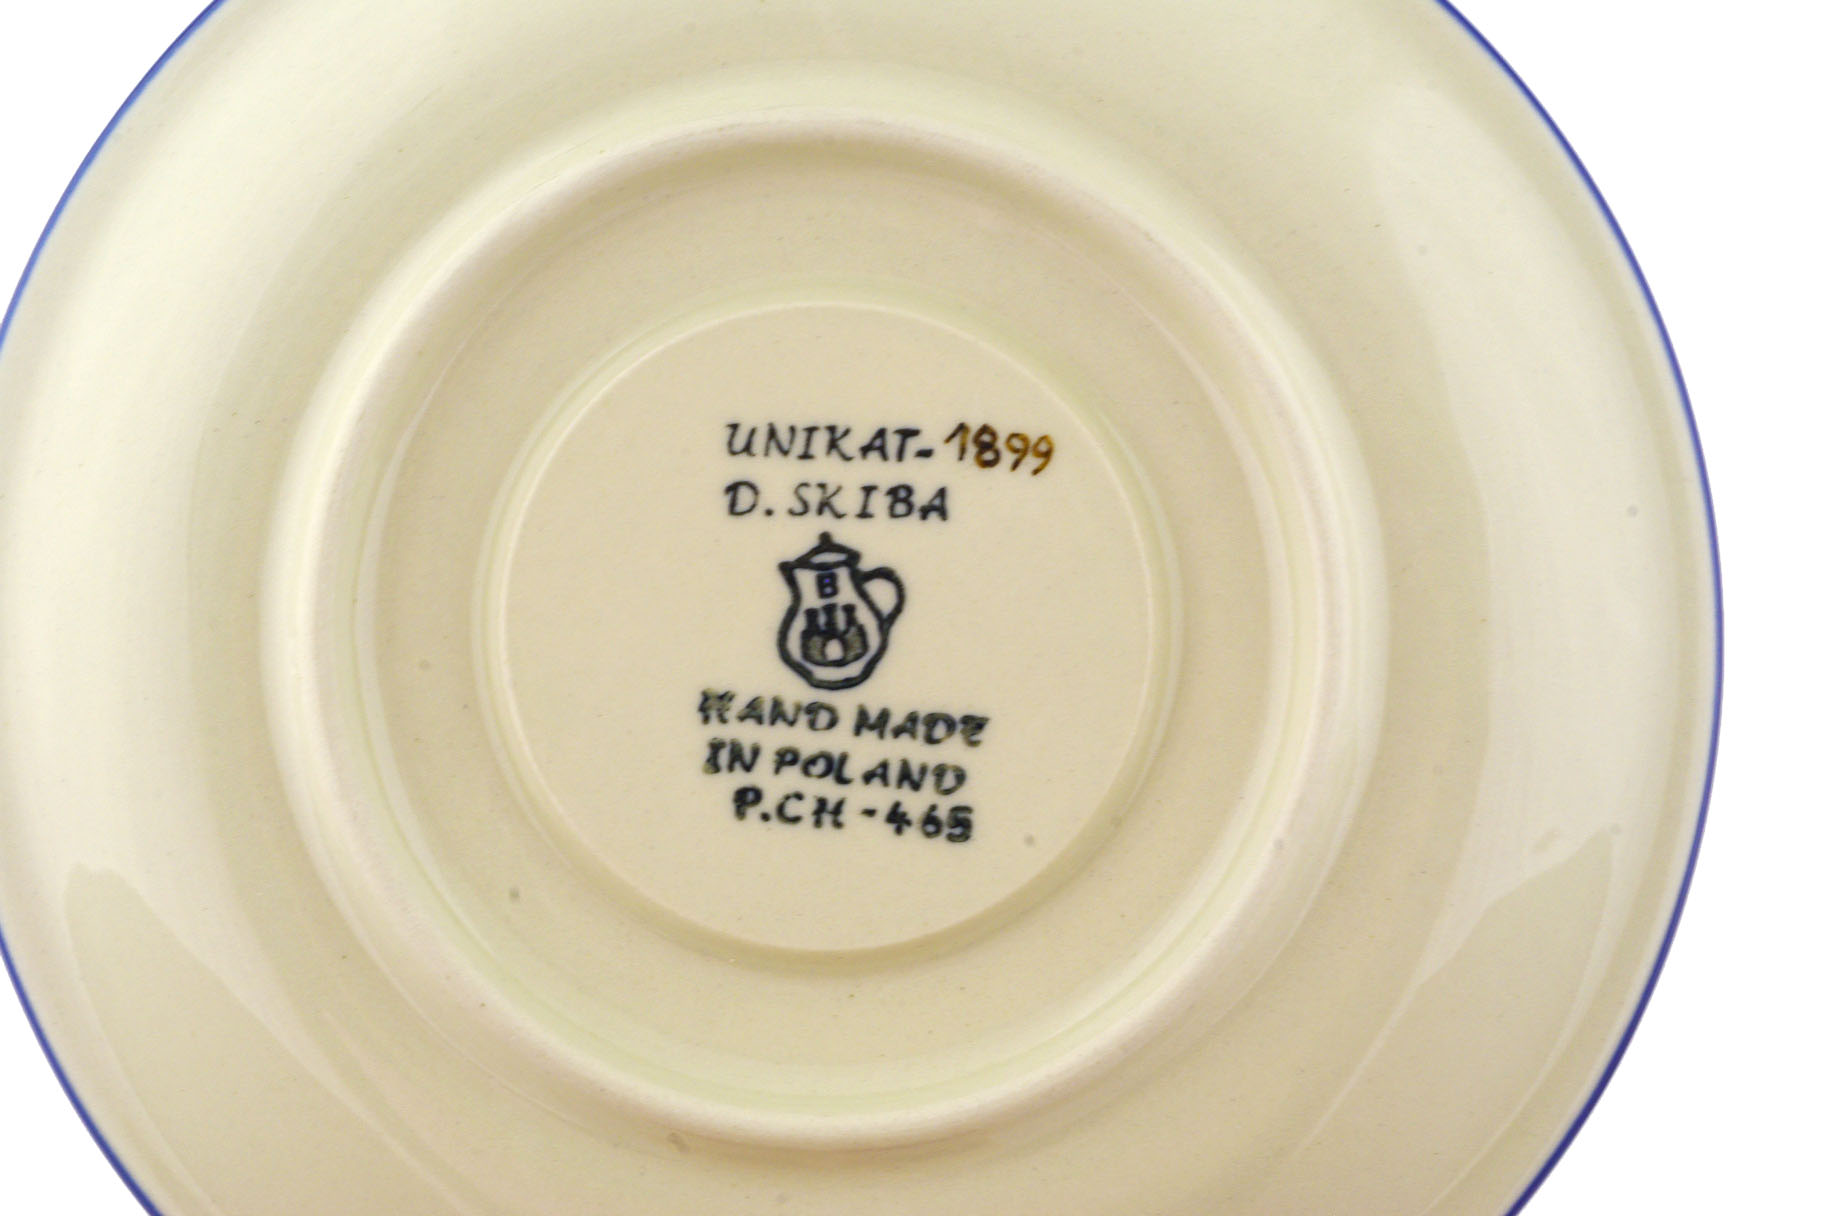 UNIKAT-1899
D. SKIBA
B
HAND MADE
IN POLAND
P.CH-465